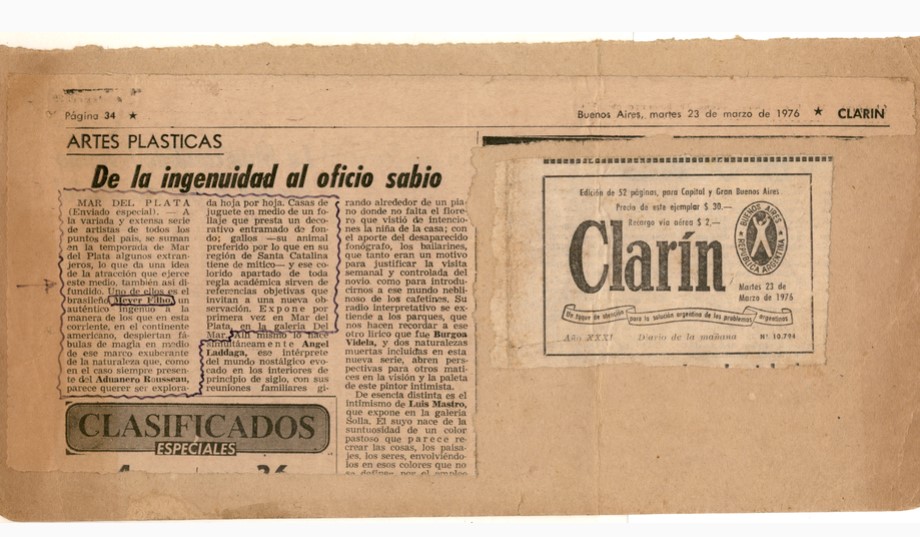 Página 34 ★
Buenos Aires, martes 23 de marzo de 1976 ★ CLARIN
ARTES PLASTICAS
De la ingenuidad al oficio sabio
MAR DEL PLATA
(Enviado especial). — A
la variada y extensa serie
de artistas de todos los
puntos del país, se suman
en la temporada de Mar
del Plata algunos extran-
jeros, lo que da una idea
de la atracción que ejerce
este medio, también así di-
fundido. Uno de ellos es el
brasileño Meyer Filho, un
auténtico ingenuo a la
manera de los que en esta
corriente, en el continente
americano, despiertan fá-
bulas de magia en medio
de ese marco exuberante
de la naturaleza que, como
en el caso siempre presen-
te del Aduanero Rousseau,
parece querer ser explora-
da hoja por hoja. Casas de
juguete en medio de un fo-
llaje que presta un deco-
rativo entramado de fon-
do; gallos —su animal
preferido por lo que en su
región de Santa Catalina
tiene de mítico— y ese co-
lorido apartado de toda
regla académica sirven de
referencias objetivas que
invitan a una nueva ob-
servación. Expone por
primera vez en Mar del
Plata, en la galería Del
Mar. Allí mismo lo hace
simultáneamente Angel
Laddaga, ese intérprete
del mundo nostálgico evo-
cado en los interiores de
principio de siglo, con sus
reuniones familiares gi-
rando alrededor de un pia-
no donde no falta el flore-
ro que vistió de intencio-
nes la niña de la casa; con
el aporte del desaparecido
fonógrafo, los bailarines,
que tanto eran un motivo
para justificar la visita
semanal y controlada del
novio, como para introdu-
cirnos a ese mundo nebli-
noso de los cafetines. Su
radio interpretativo se ex-
tiende a los parques, que
nos hacen recordar a ese
otro lírico que fue Burgoa
Videla, y dos naturalezas
muertas incluidas en esta
nueva serie, abren pers-
pectivas para otros mati-
ces en la visión y la paleta
de este pintor intimista.
De esencia distinta es el
intimismo de Luis Mastro,
que expone en la galería
Solla. El suyo nace de la
suntuosidad de un color
pastoso que parece re-
crear las cosas, los paisa-
jes, los seres, envolviéndo-
los en esos colores que no
CLASIFICADOS
ESPECIALES
Edición de 52 páginas, para Capital y Gran Buenos Aires
Precio de este ejemplar $ 30.—
Recargo vía aérea $ 2.—
Clarín
BUENOS AIRES
REPUBLICA ARGENTINA
Martes 23 de
Marzo de 1976
Un toque de atención para la solución argentina de los problemas argentinos
Año XXXI Diario de la mañana Nº 10.794